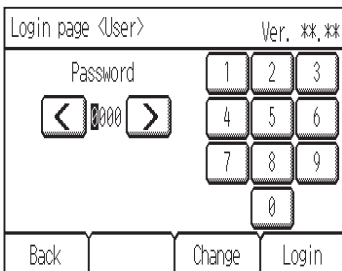 Login page <User> Ver. **.**
Password
< 0000 >
1 2 3
4 5 6
7 8 9
0
Back Change Login